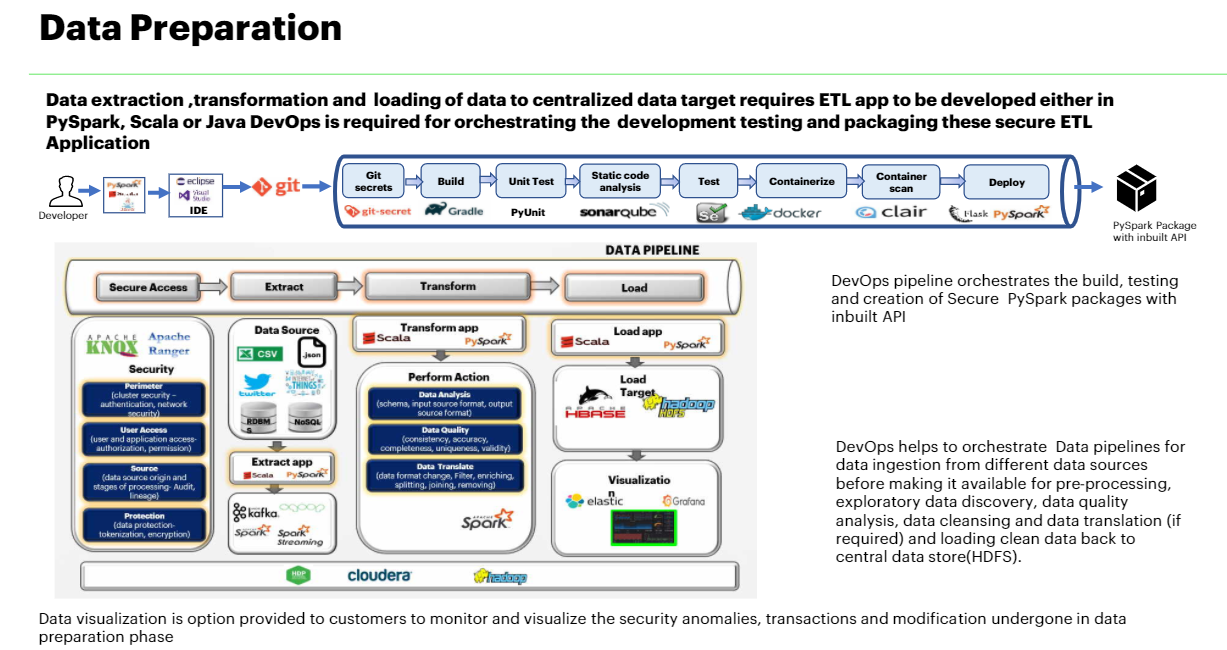 Data Preparation
Data extraction ,transformation and loading of data to centralized data target requires ETL app to be developed either in
PySpark, Scala or Java DevOps is required for orchestrating the development testing and packaging these secure ETL
Application
Developer
PySpark
eclipse
Visual Studio
IDE
git
Git secrets
Build
Unit Test
Static code analysis
Test
Containerize
Container scan
Deploy
git-secret
Gradle
PyUnit
sonarqube
Se
docker
clair
Flask
PySpark
PySpark Package
with inbuilt API
DATA PIPELINE
Secure Access
Extract
Transform
Load
APACHE
KNOX
Apache
Ranger
Security
Perimeter
(cluster security –
authentication, network
security)
User Access
(user and application access-
authorization, permission)
Source
(data source origin and
stages of processing- Audit,
lineage)
Protection
(data protection-
tokenization, encryption)
Data Source
CSV
.json
twitter
INTERNET
THINGS
RDBM
s
NoSQL
Extract app
Scala
PySpark
kafka
sqoop
Spark
Spark
Streaming
Transform app
Scala
PySpark
Perform Action
Data Analysis
(schema, input source format, output
source format)
Data Quality
(consistency, accuracy,
completeness, uniqueness, validity)
Data Translate
(data format change, Filter, enriching,
splitting, joining, removing)
APACHE
Spark
Load app
Scala
PySpark
Load
Target
APACHE
HBASE
hadoop
HDFS
Visualizatio
n
elastic
Grafana
HDP
cloudera
hadoop
DevOps pipeline orchestrates the build, testing
and creation of Secure PySpark packages with
inbuilt API
DevOps helps to orchestrate Data pipelines for
data ingestion from different data sources
before making it available for pre-processing,
exploratory data discovery, data quality
analysis, data cleansing and data translation (if
required) and loading clean data back to
central data store(HDFS).
Data visualization is option provided to customers to monitor and visualize the security anomalies, transactions and modification undergone in data
preparation phase